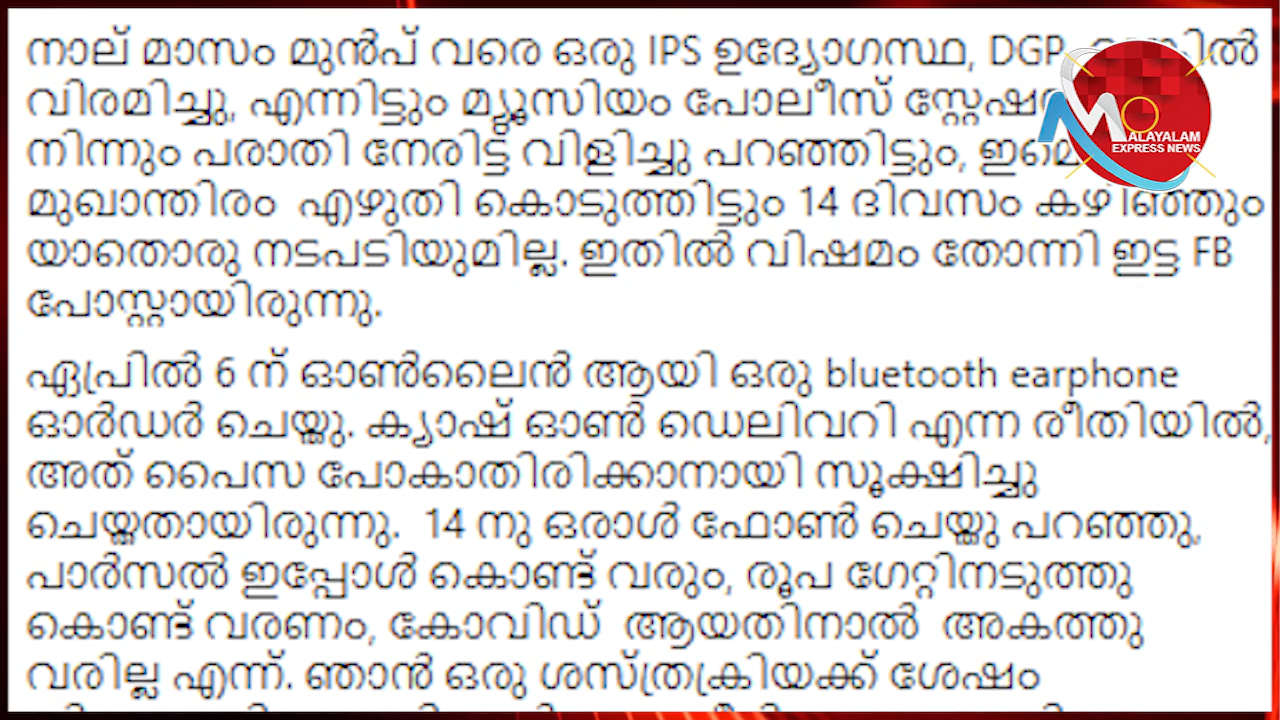 നാല് മാസം മുൻപ് വരെ ഒരു IPS ഉദ്യോഗസ്ഥ, DGP
വിരമിച്ചു, എന്നിട്ടും മ്യൂസിയം പോലീസ്
നിന്നും പരാതി നേരിട്ട് വിളിച്ചു പറഞ്ഞിട്ടും,
മുഖാന്തിരം എഴുതി കൊടുത്തിട്ടും 14 ദിവസം കഴിഞ്ഞും
യാതൊരു നടപടിയുമില്ല. ഇതിൽ വിഷമം തോന്നി ഇട്ട FB
പോസ്റ്റായിരുന്നു.
ഏപ്രിൽ 6 ന് ഓൺലൈൻ ആയി ഒരു bluetooth earphone
ഓർഡർ ചെയ്തു. ക്യാഷ് ഓൺ ഡെലിവറി എന്ന രീതിയിൽ,
അത് പൈസ പോകാതിരിക്കാനായി സൂക്ഷിച്ചു
ചെയ്തതായിരുന്നു. 14 നു ഒരാൾ ഫോൺ ചെയ്തു പറഞ്ഞു,
പാർസൽ ഇപ്പോൾ കൊണ്ട് വരും, രൂപ ഗേറ്റിനടുത്തു
കൊണ്ട് വരണം, കോവിഡ് ആയതിനാൽ അകത്തു
വരില്ല എന്ന്. ഞാൻ ഒരു ശസ്ത്രക്രിയക്ക് ശേഷം
MALAYALAM
EXPRESS NEWS